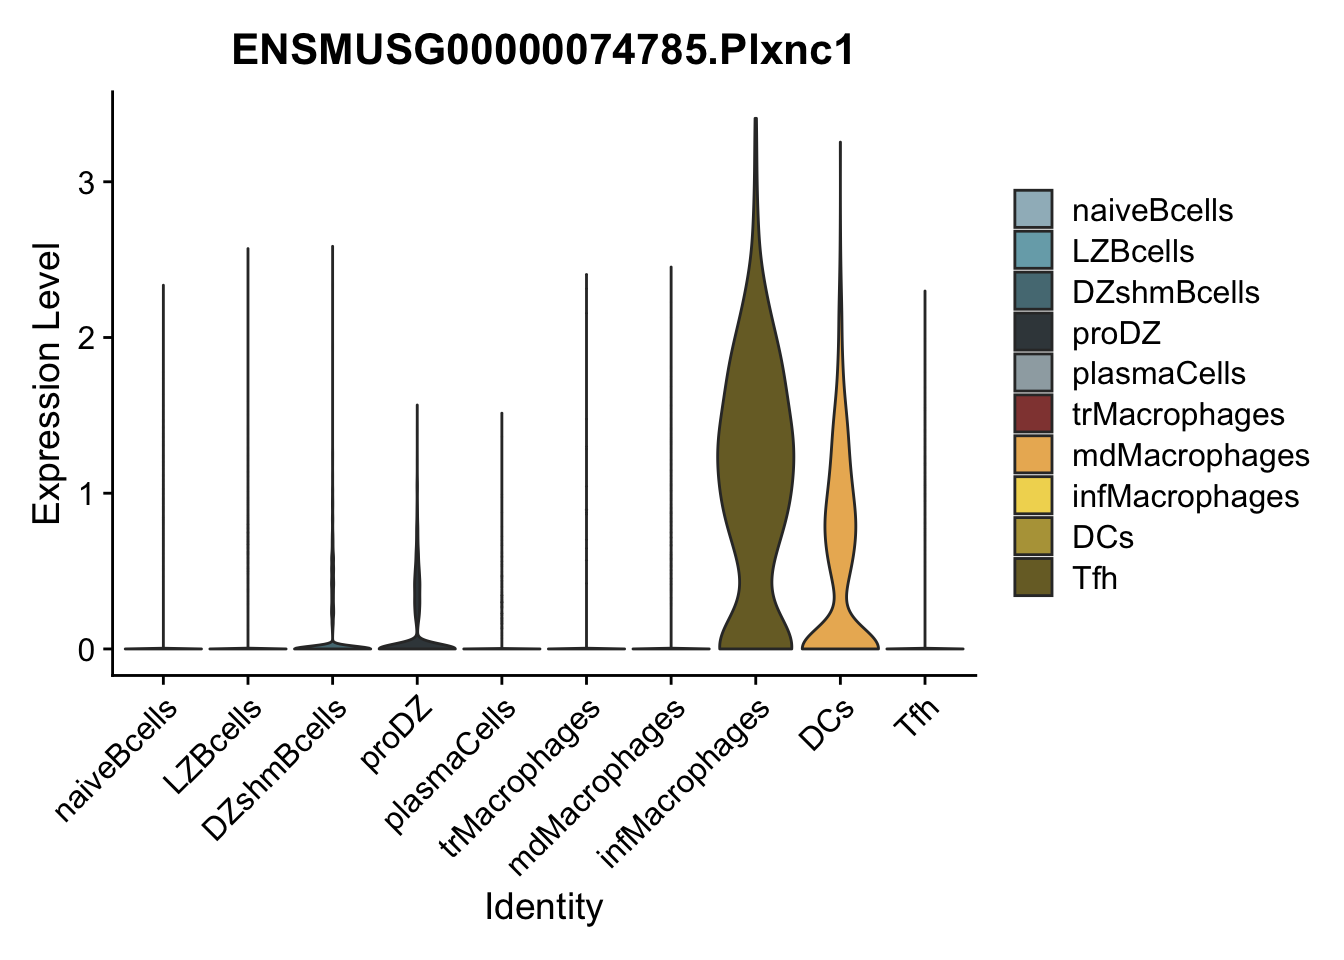 ENSMUSG00000074785.Plxnc1
Expression Level
3
2
1
0
naiveBcells
LZBcells
DZshmBcells
proDZ
plasmaCells
trMacrophages
mdMacrophages
infMacrophages
DCs
Tfh
Identity
naiveBcells
LZBcells
DZshmBcells
proDZ
plasmaCells
trMacrophages
mdMacrophages
infMacrophages
DCs
Tfh